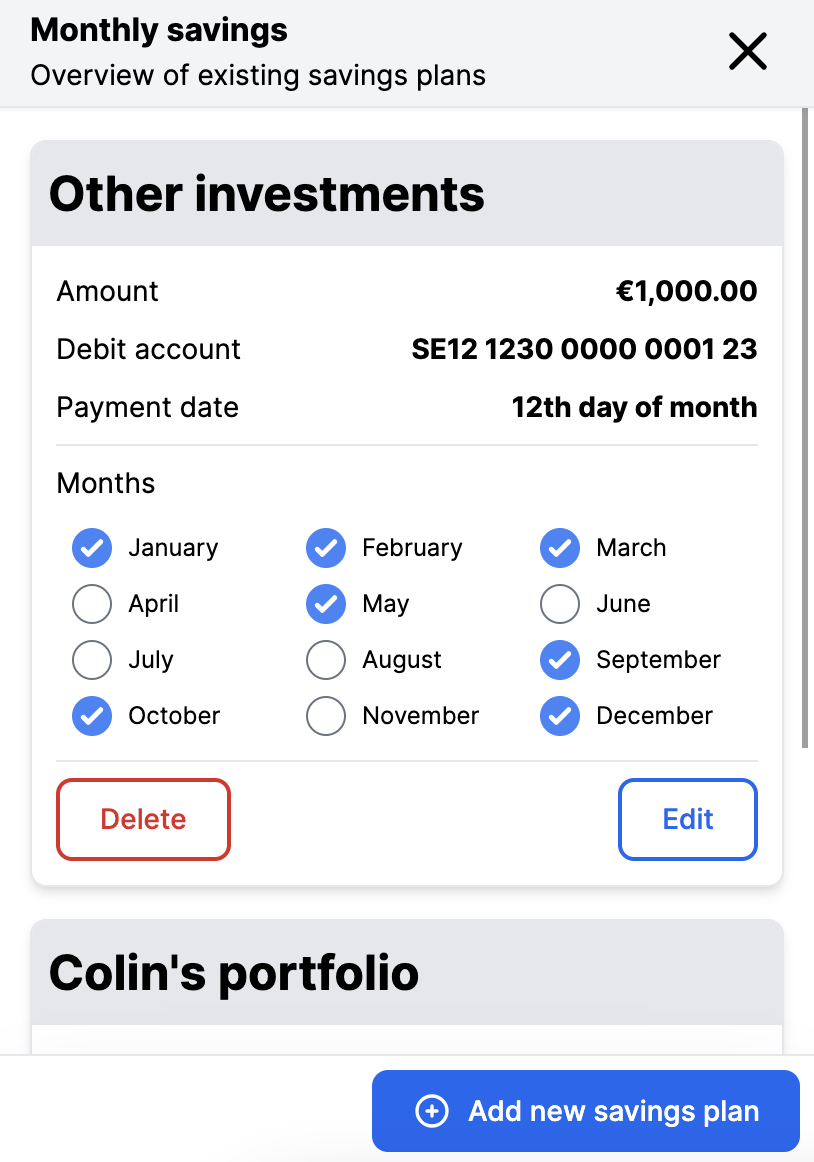 Monthly savings
Overview of existing savings plans
Other investments
Amount €1,000.00
Debit account SE12 1230 0000 0001 23
Payment date 12th day of month
Months
January February March
April May June
July August September
October November December
Delete Edit
Colin's portfolio
Add new savings plan